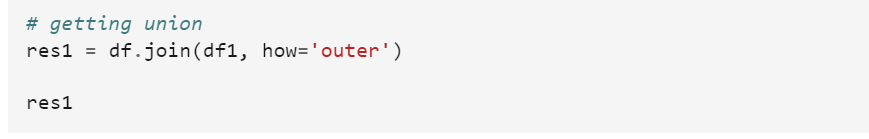 # getting union
res1 = df.join(df1, how='outer')
res1